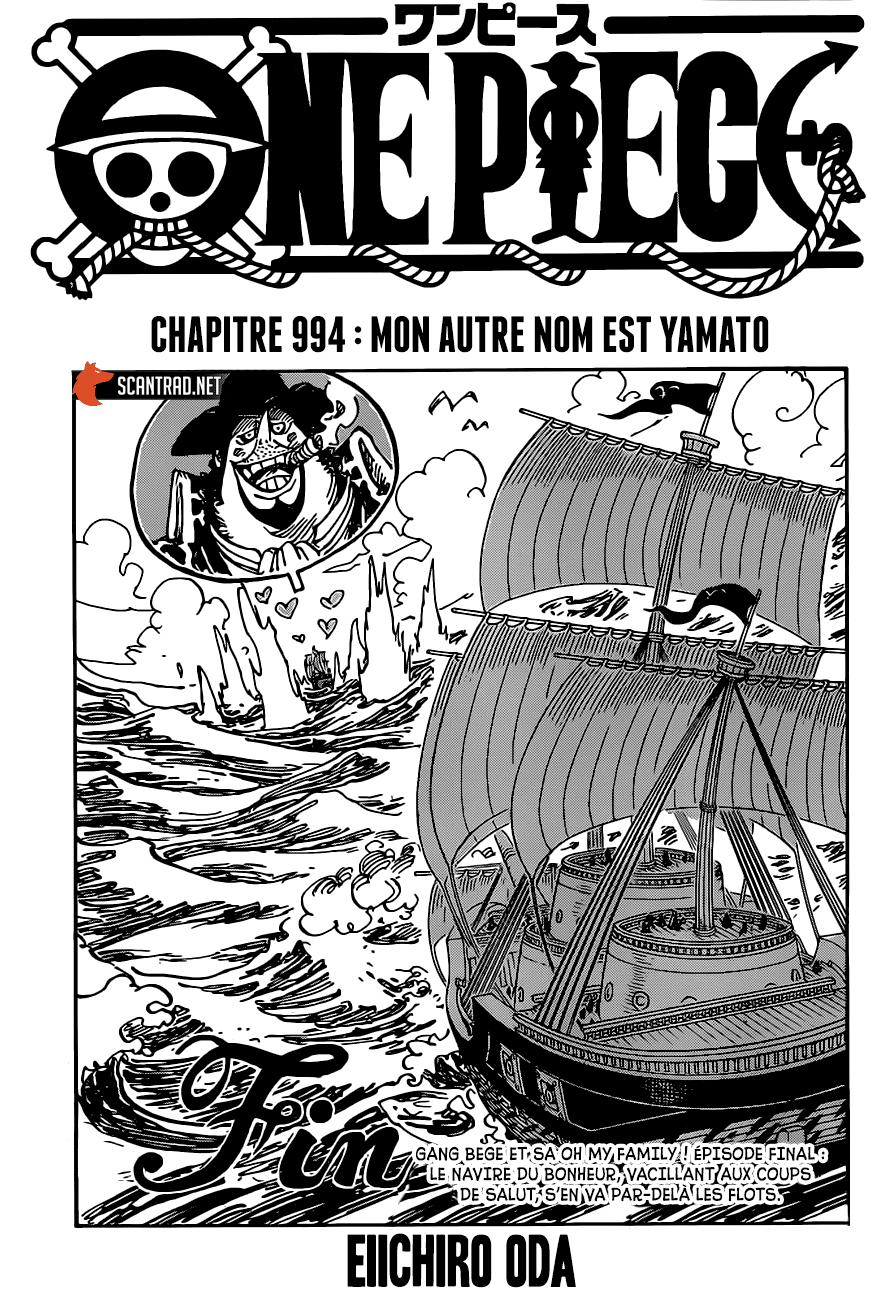 ワンピース
ONE PIECE
CHAPITRE 994 : MON AUTRE NOM EST YAMATO
SCANTRAD.NET
Fin
GANG BEGE ET SA OH MY FAMILY ! ÉPISODE FINAL :
LE NAVIRE DU BONHEUR, VACILLANT AUX COUPS
DE SALUT, S'EN VA PAR-DELÀ LES FLOTS.
EIICHIRO ODA